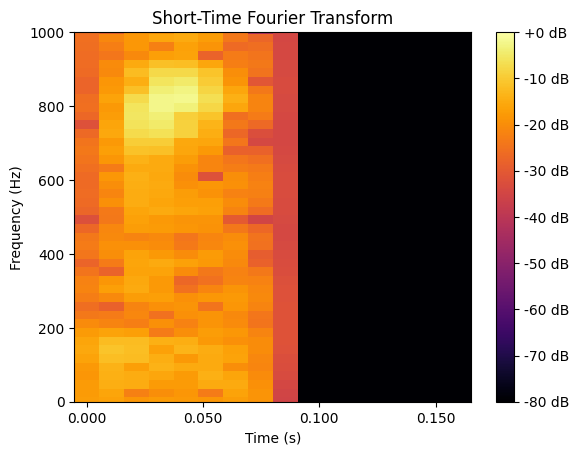 Short-Time Fourier Transform
1000
800
600
400
200
0
Frequency (Hz)
0.000
0.050
0.100
0.150
Time (s)
+0 dB
-10 dB
-20 dB
-30 dB
-40 dB
-50 dB
-60 dB
-70 dB
-80 dB